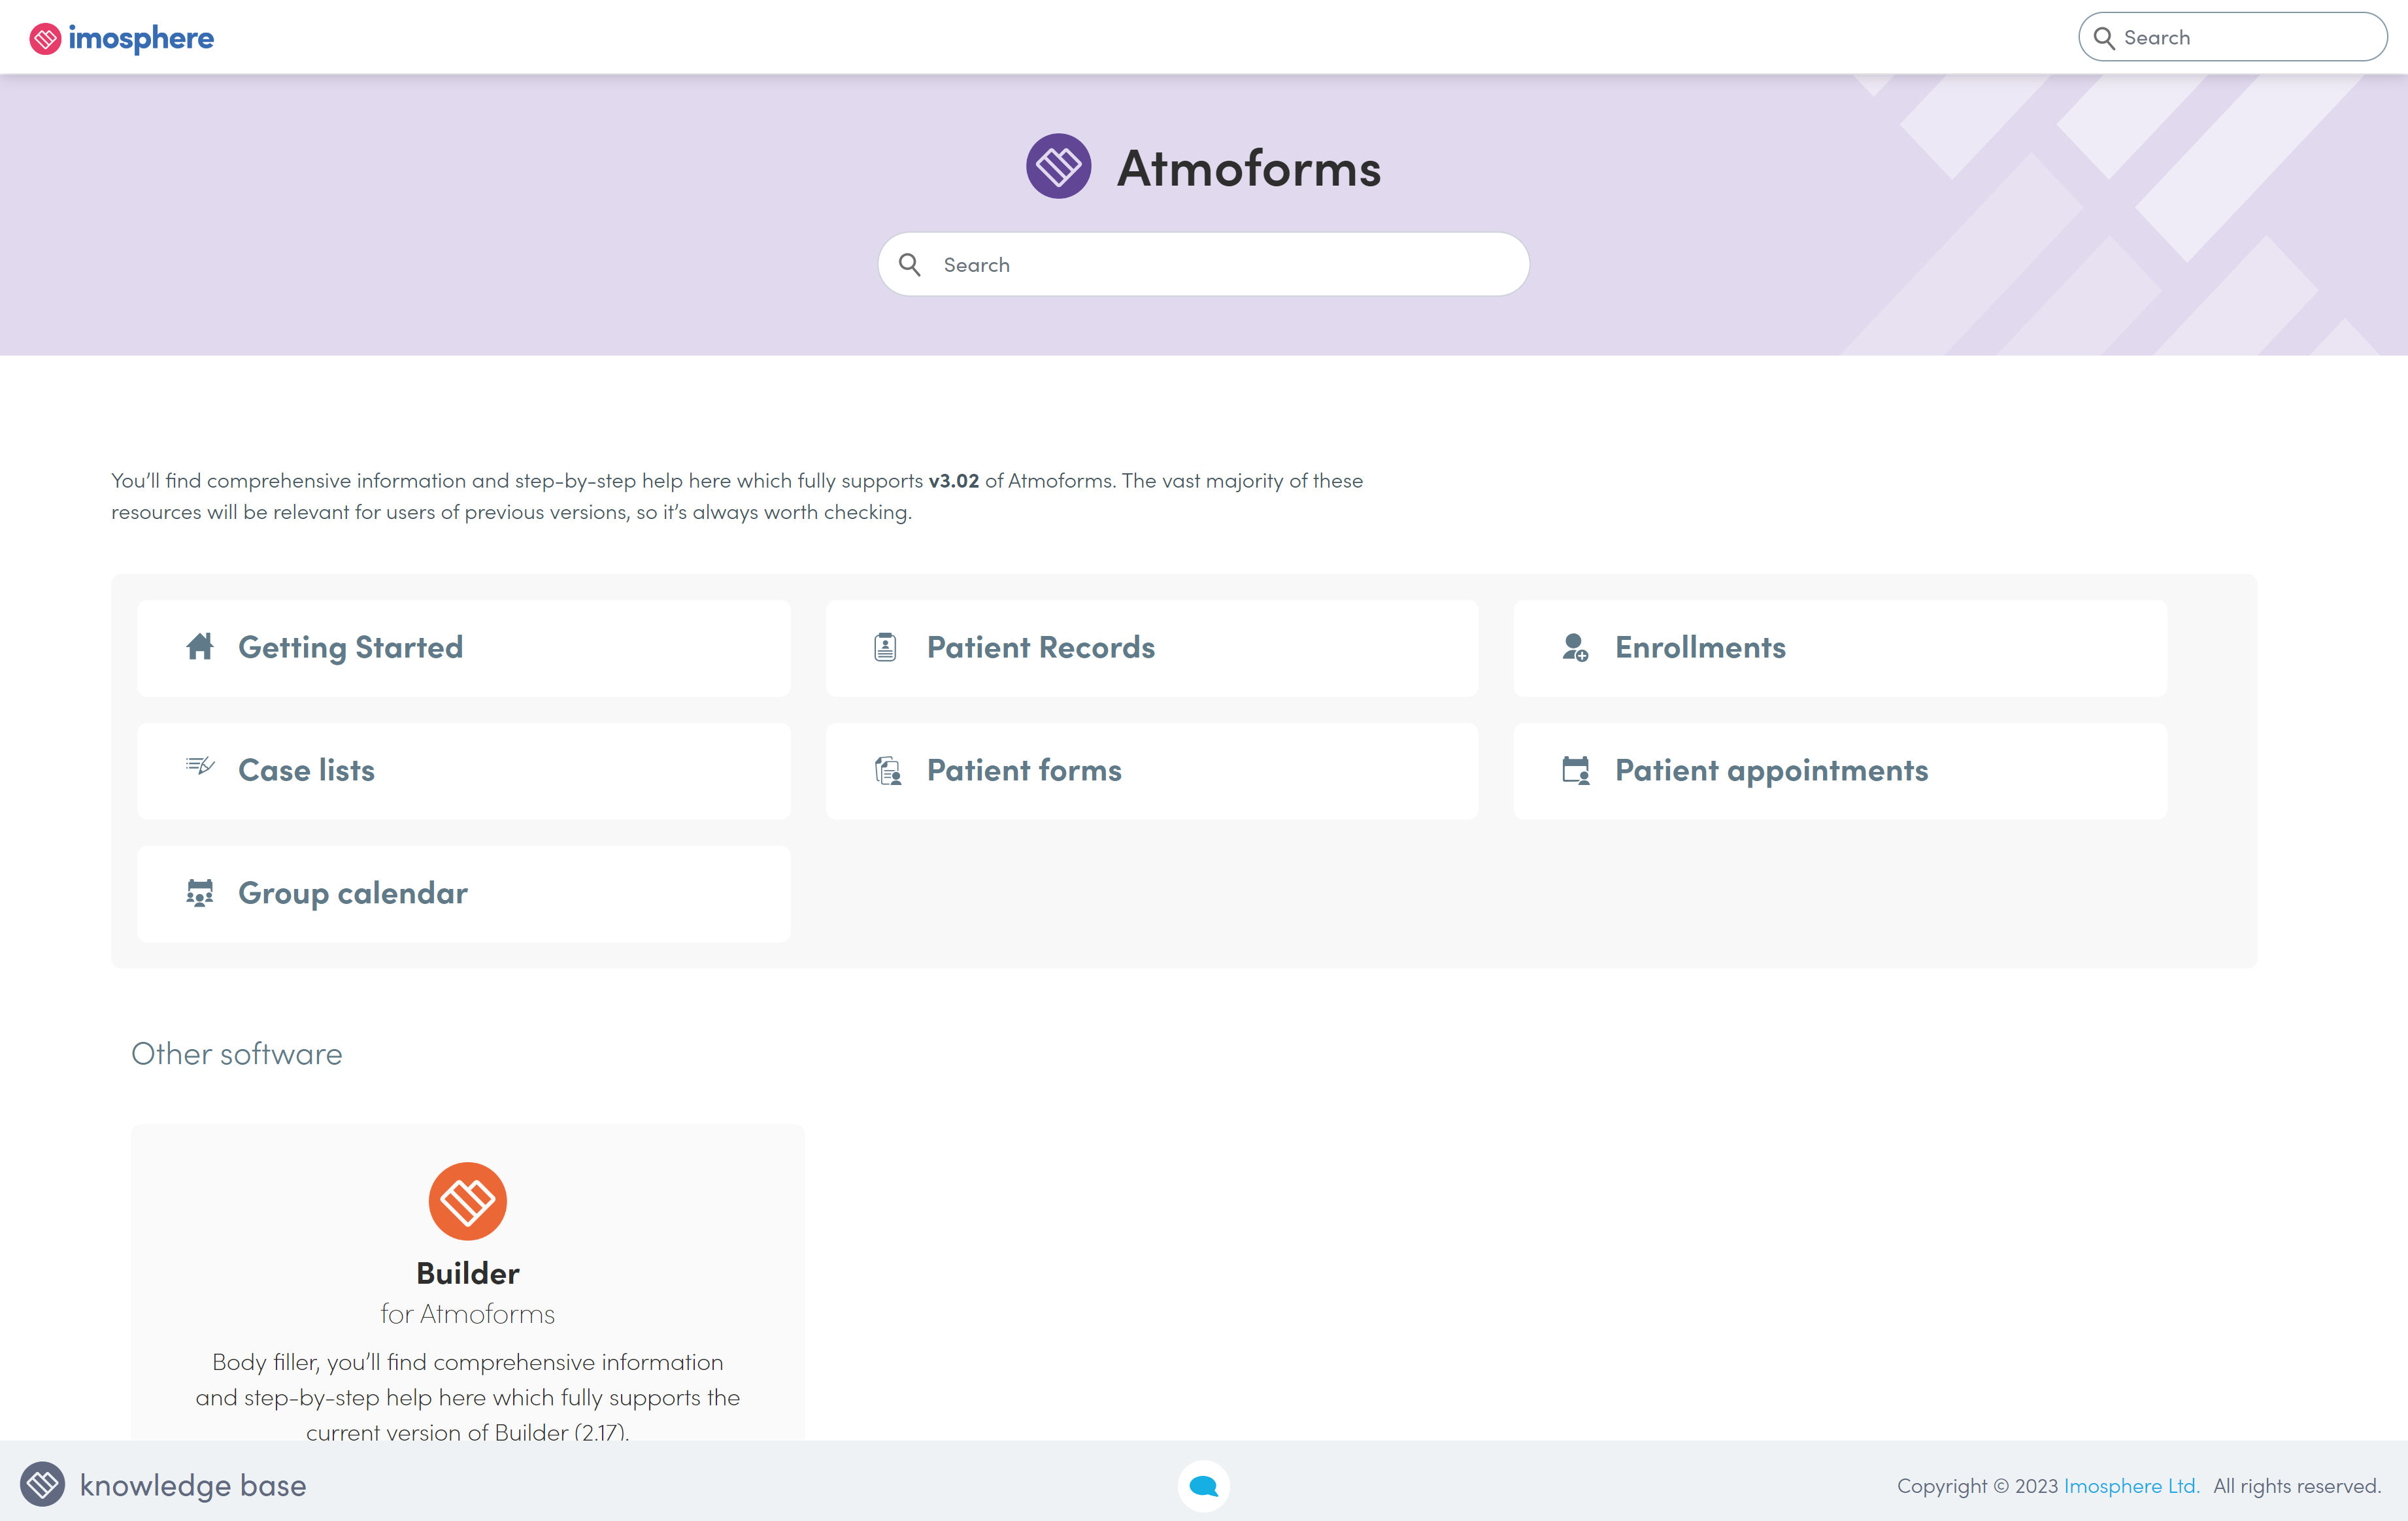 imosphere
Search
Atmoforms
Search
You'll find comprehensive information and step-by-step help here which fully supports v3.02 of Atmoforms. The vast majority of these
resources will be relevant for users of previous versions, so it's always worth checking.
Getting Started
Patient Records
Enrollments
Case lists
Patient forms
Patient appointments
Group calendar
Other software
Builder
for Atmoforms
Body filler, you'll find comprehensive information
and step-by-step help here which fully supports the
current version of Builder (2.17).
knowledge base
Copyright © 2023 Imosphere Ltd. All rights reserved.